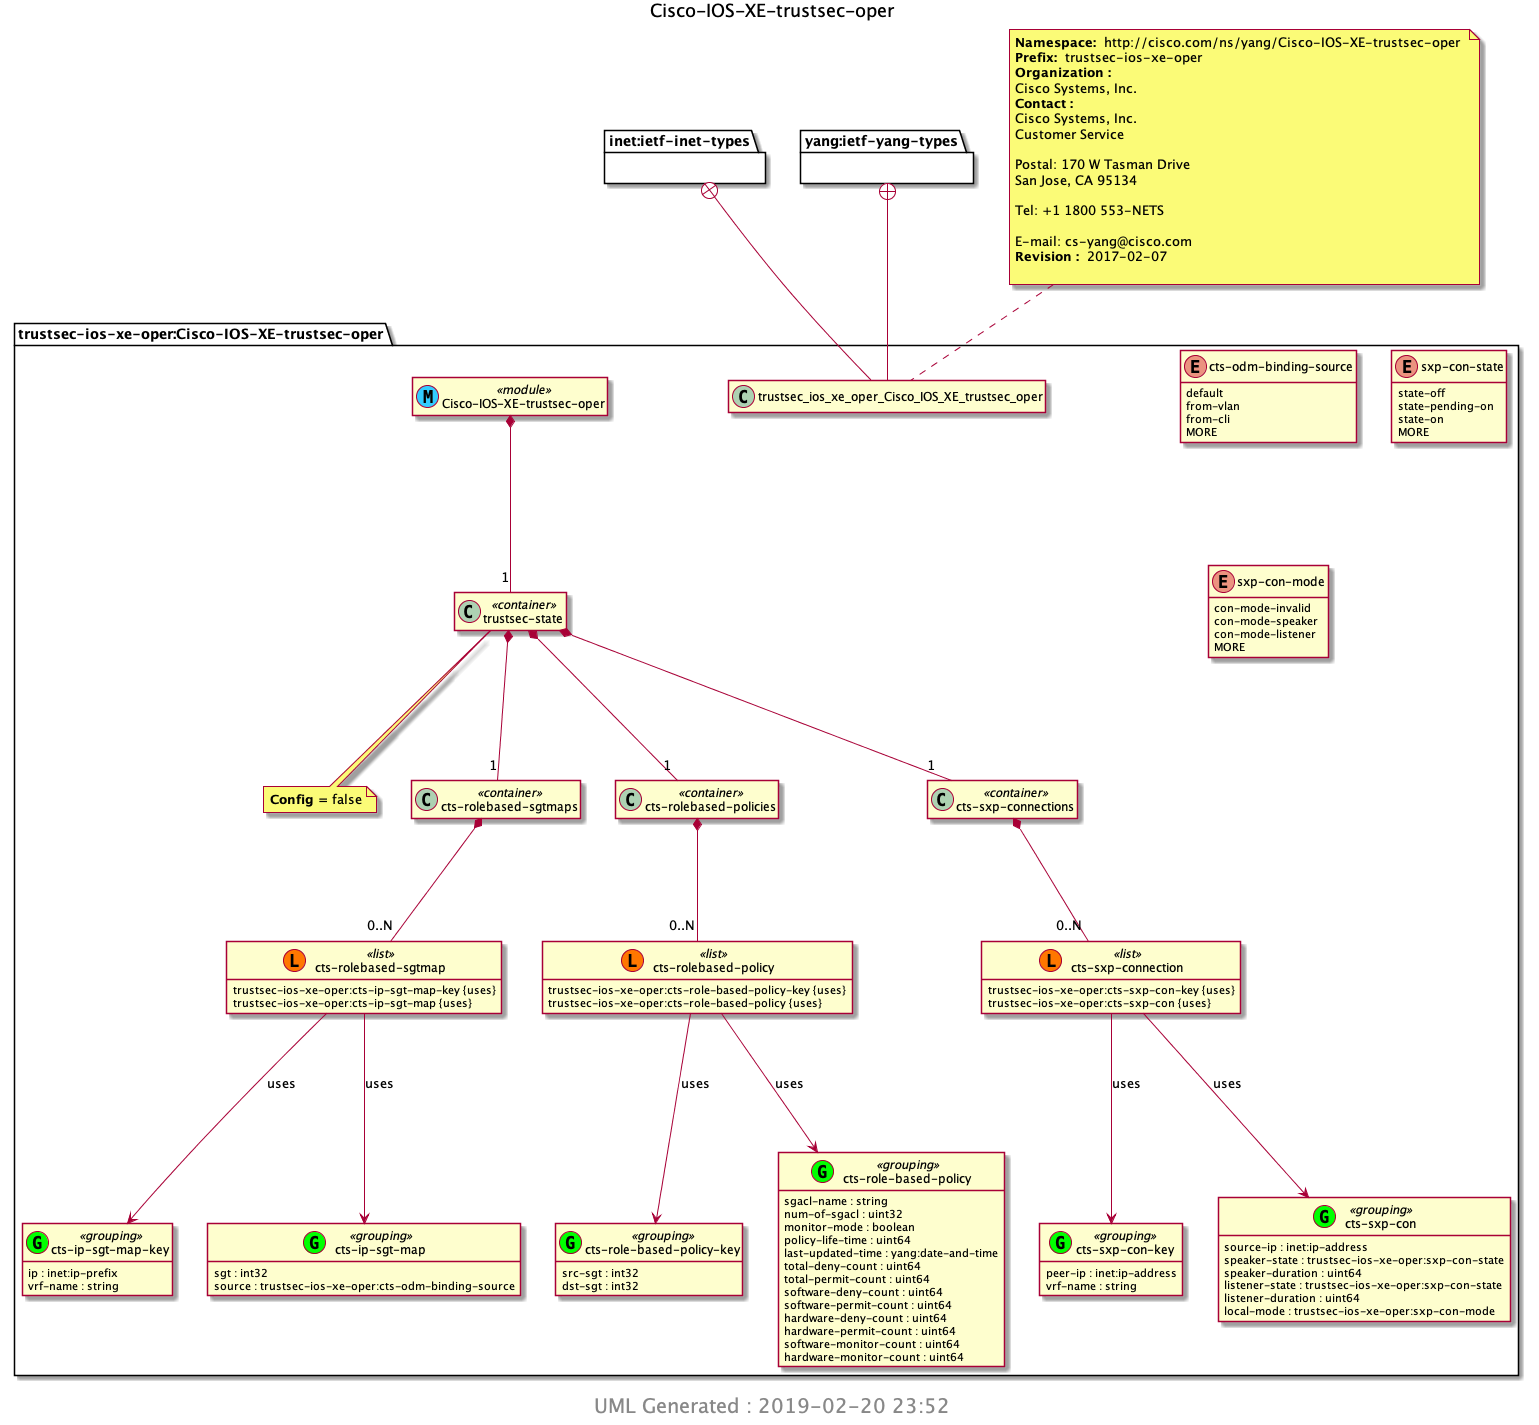 Cisco-IOS-XE-trustsec-oper
Namespace: http://cisco.com/ns/yang/Cisco-IOS-XE-trustsec-oper
Prefix: trustsec-ios-xe-oper
Organization :
Cisco Systems, Inc.
Contact :
Cisco Systems, Inc.
Customer Service
Postal: 170 W Tasman Drive
San Jose, CA 95134
Tel: +1 1800 553-NETS
E-mail: cs-yang@cisco.com
Revision : 2017-02-07
inet:ietf-inet-types
yang:ietf-yang-types
trustsec-ios-xe-oper:Cisco-IOS-XE-trustsec-oper
M
«module»
Cisco-IOS-XE-trustsec-oper
C trustsec_ios_xe_oper_Cisco_IOS_XE_trustsec_oper
E cts-odm-binding-source
default
from-vlan
from-cli
MORE
E sxp-con-state
state-off
state-pending-on
state-on
MORE
1
E sxp-con-mode
con-mode-invalid
con-mode-speaker
con-mode-listener
MORE
C
«container»
trustsec-state
Config = false
1
C
«container»
cts-rolebased-sgtmaps
1
C
«container»
cts-rolebased-policies
1
C
«container»
cts-sxp-connections
0..N
L
«list»
cts-rolebased-sgtmap
trustsec-ios-xe-oper:cts-ip-sgt-map-key {uses}
trustsec-ios-xe-oper:cts-ip-sgt-map {uses}
0..N
L
«list»
cts-rolebased-policy
trustsec-ios-xe-oper:cts-role-based-policy-key {uses}
trustsec-ios-xe-oper:cts-role-based-policy {uses}
0..N
L
«list»
cts-sxp-connection
trustsec-ios-xe-oper:cts-sxp-con-key {uses}
trustsec-ios-xe-oper:cts-sxp-con {uses}
uses
uses
uses
uses
uses
uses
G
«grouping»
cts-ip-sgt-map-key
ip : inet:ip-prefix
vrf-name : string
G
«grouping»
cts-ip-sgt-map
sgt : int32
source : trustsec-ios-xe-oper:cts-odm-binding-source
G
«grouping»
cts-role-based-policy-key
src-sgt : int32
dst-sgt : int32
G
«grouping»
cts-role-based-policy
sgacl-name : string
num-of-sgacl : uint32
monitor-mode : boolean
policy-life-time : uint64
last-updated-time : yang:date-and-time
total-deny-count : uint64
total-permit-count : uint64
software-deny-count : uint64
software-permit-count : uint64
hardware-deny-count : uint64
hardware-permit-count : uint64
software-monitor-count : uint64
hardware-monitor-count : uint64
G
«grouping»
cts-sxp-con-key
peer-ip : inet:ip-address
vrf-name : string
G
«grouping»
cts-sxp-con
source-ip : inet:ip-address
speaker-state : trustsec-ios-xe-oper:sxp-con-state
speaker-duration : uint64
listener-state : trustsec-ios-xe-oper:sxp-con-state
listener-duration : uint64
local-mode : trustsec-ios-xe-oper:sxp-con-mode
UML Generated : 2019-02-20 23:52